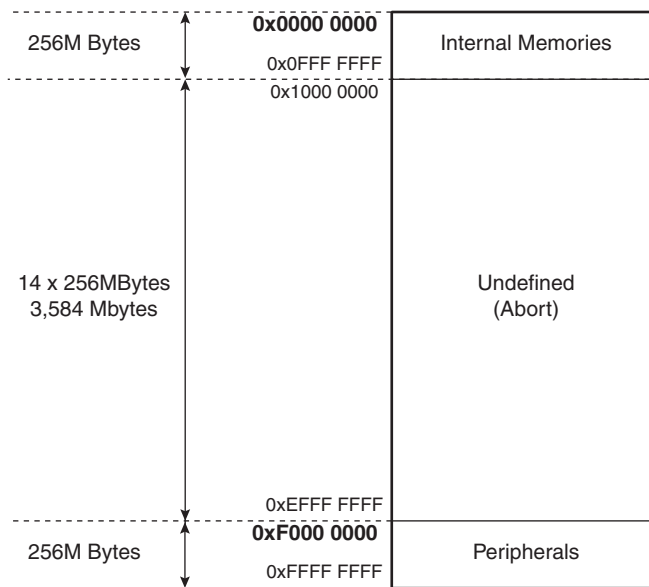 256M Bytes
0x0000 0000
0x0FFF FFFF
Internal Memories
0x1000 0000
14 x 256MBytes
3,584 Mbytes
Undefined
(Abort)
0xEFFF FFFF
256M Bytes
0xF000 0000
0xFFFF FFFF
Peripherals